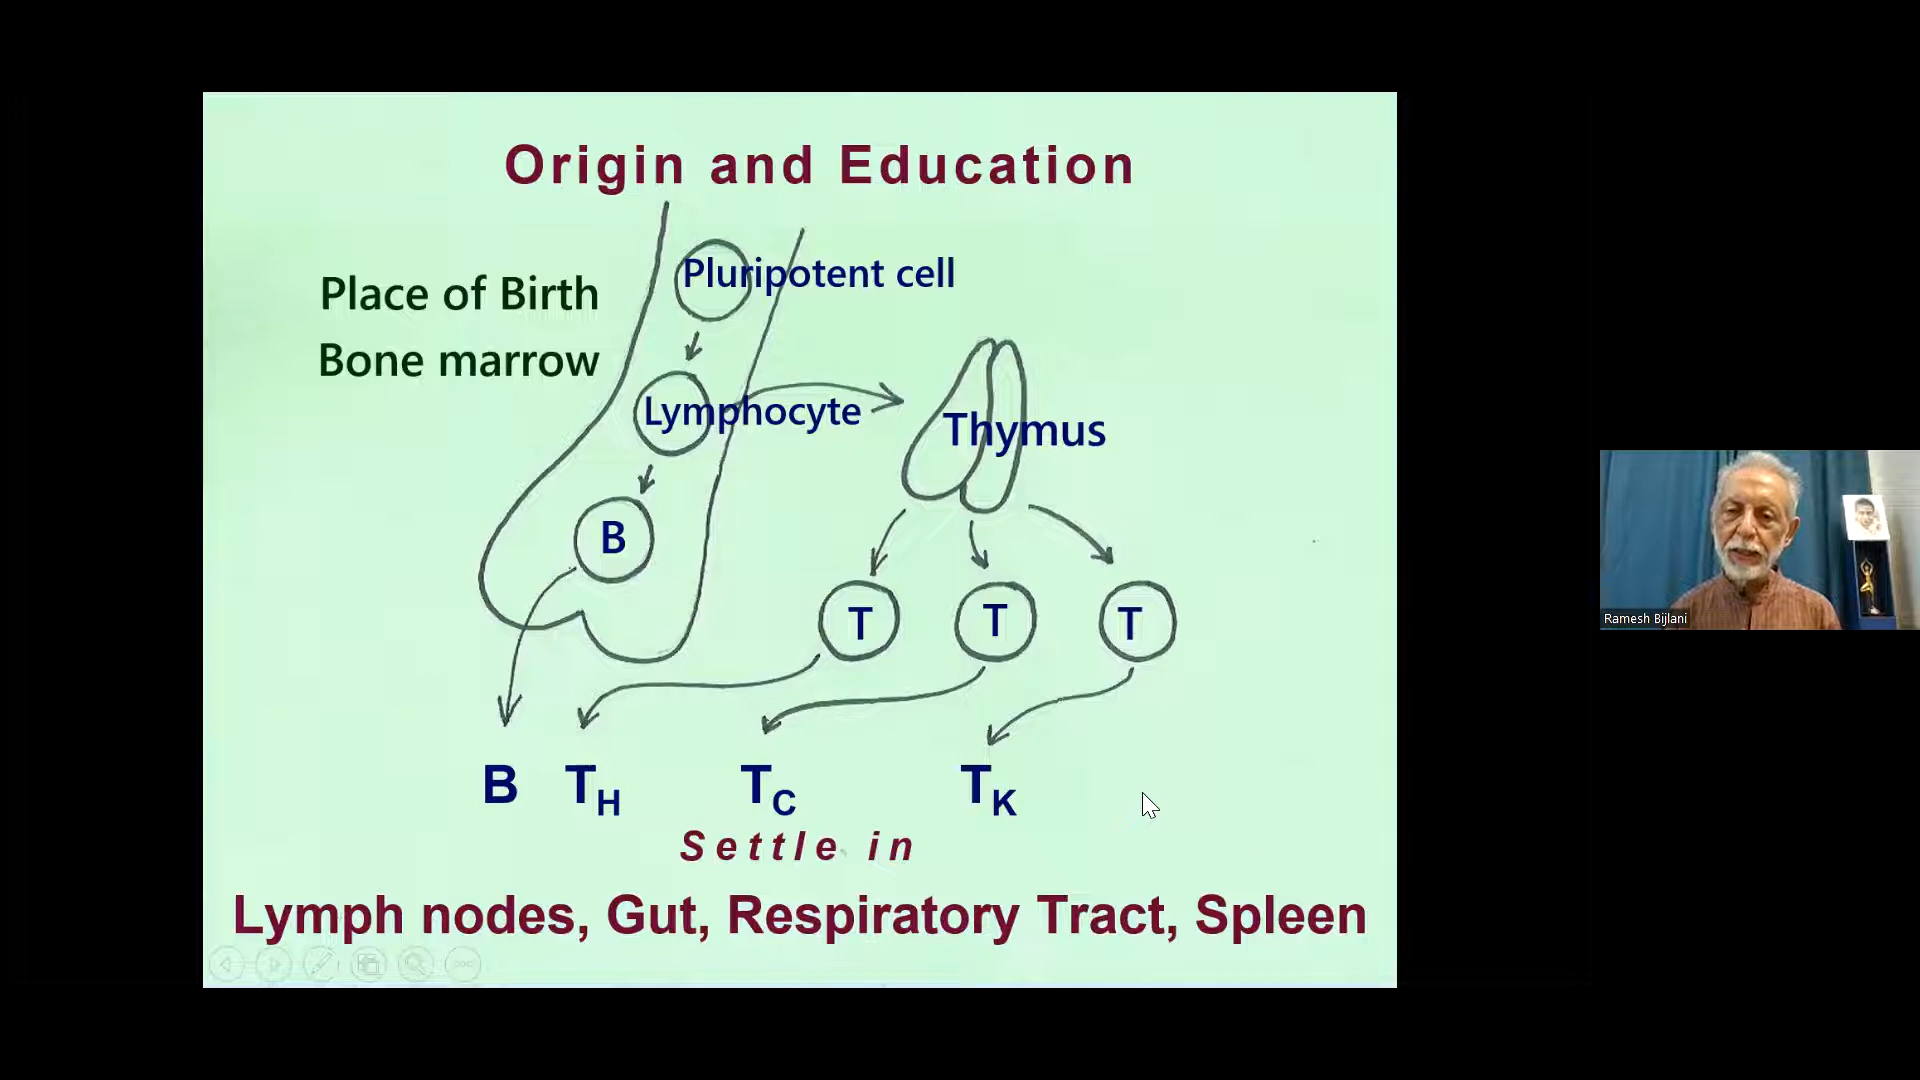 Origin and Education
Pluripotent cell
Place of Birth
Bone marrow
Lymphocyte
Thymus
B
T T T
B TH TC TK
Settle in
Lymph nodes, Gut, Respiratory Tract, Spleen
Ramesh Bijlani